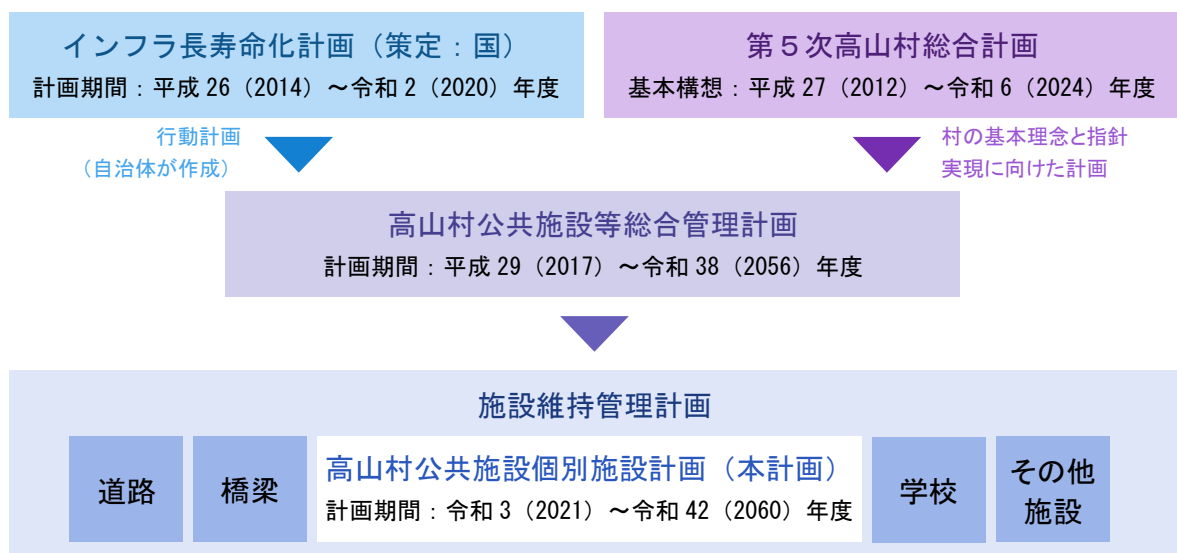 インフラ長寿命化計画（策定：国）
計画期間：平成 26（2014）～令和 2（2020）年度
第５次高山村総合計画
基本構想：平成 27（2012）～令和 6（2024）年度
行動計画
（自治体が作成）
村の基本理念と指針
実現に向けた計画
高山村公共施設等総合管理計画
計画期間：平成 29（2017）～令和 38（2056）年度
施設維持管理計画
道路
橋梁
高山村公共施設個別施設計画（本計画）
計画期間：令和 3（2021）～令和 42（2060）年度
学校
その他
施設